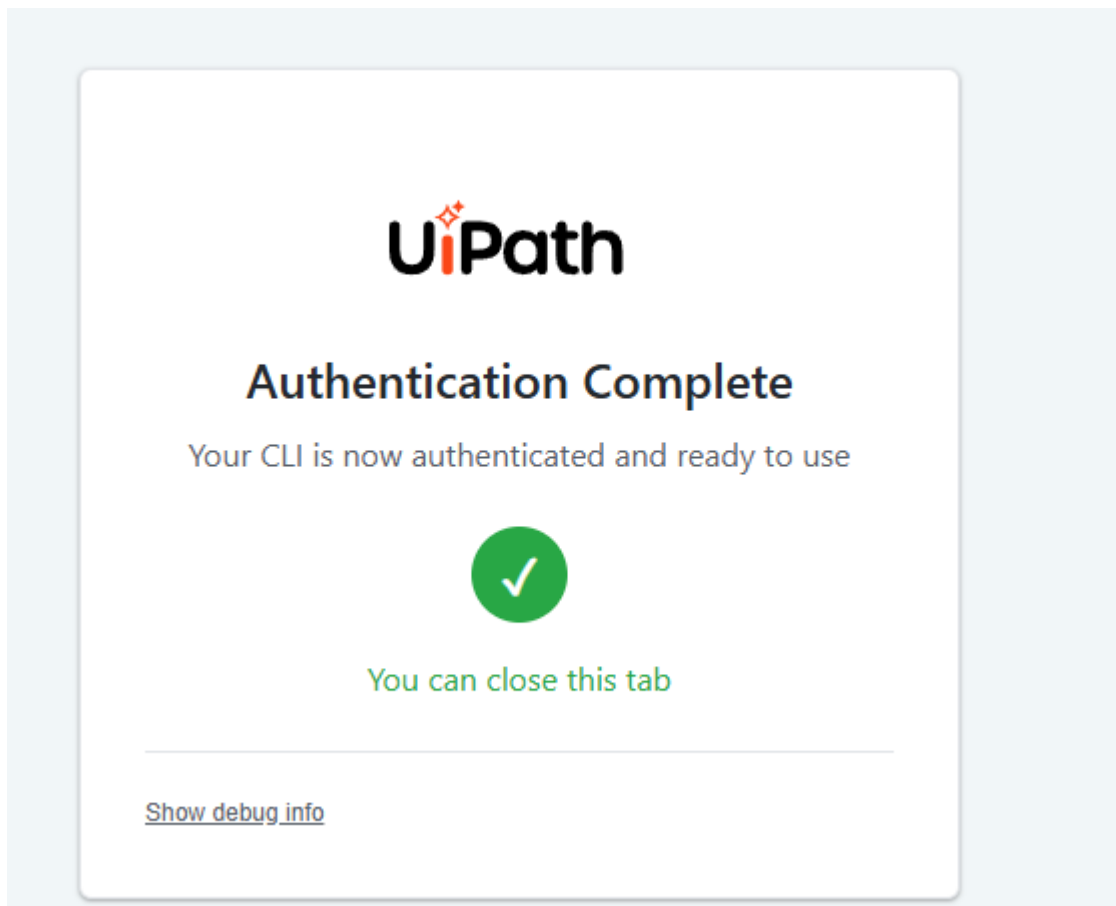 UiPath
Authentication Complete
Your CLI is now authenticated and ready to use
You can close this tab
Show debug info